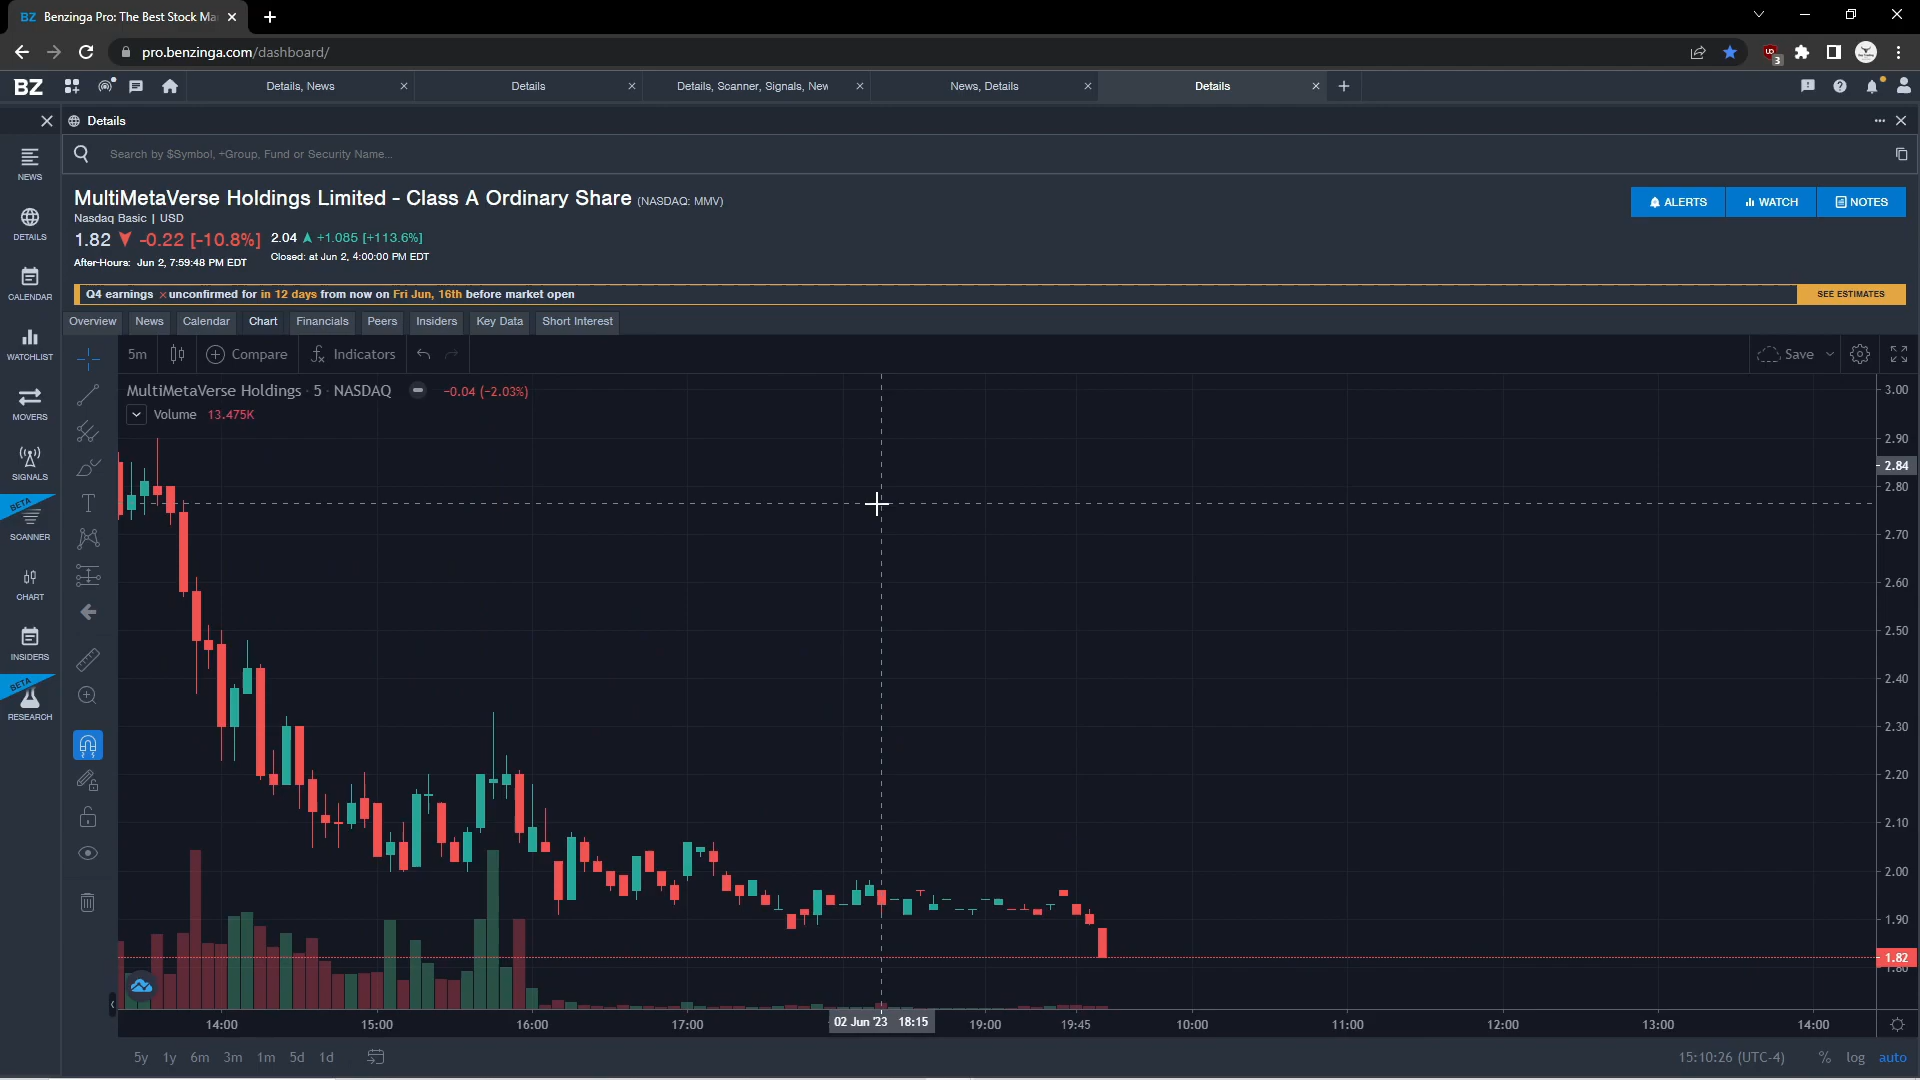 BZ Benzinga Pro: The Best Stock Ma
pro.benzinga.com/dashboard/
3
BZ
Details, News
Details
Details, Scanner, Signals, New
News, Details
Details
Details
Search by $Symbol, +Group, Fund or Security Name...
NEWS
DETAILS
CALENDAR
WATCHLIST
MOVERS
SIGNALS
BETA
SCANNER
CHART
INSIDERS
BETA
RESEARCH
MultiMetaVerse Holdings Limited - Class A Ordinary Share (NASDAQ: MMV)
Nasdaq Basic | USD
1.82 -0.22 [-10.8%] 2.04 +1.085 [+113.6%]
After-Hours: Jun 2, 7:59:48 PM EDT Closed: at Jun 2, 4:00:00 PM EDT
ALERTS
WATCH
NOTES
Q4 earnings unconfirmed for in 12 days from now on Fri Jun, 16th before market open
SEE ESTIMATES
Overview News Calendar Chart Financials Peers Insiders Key Data Short Interest
5m Compare Indicators
Save
MultiMetaVerse Holdings · 5 · NASDAQ −0.04 (−2.03%)
Volume 13.475K
3.00
2.90
2.84
2.80
2.70
2.60
2.50
2.40
2.30
2.20
2.10
2.00
1.90
1.82
1.80
14:00 15:00 16:00 17:00 02 Jun '23 18:15 19:00 19:45 10:00 11:00 12:00 13:00 14:00
5y 1y 6m 3m 1m 5d 1d
15:10:26 (UTC-4) % log auto